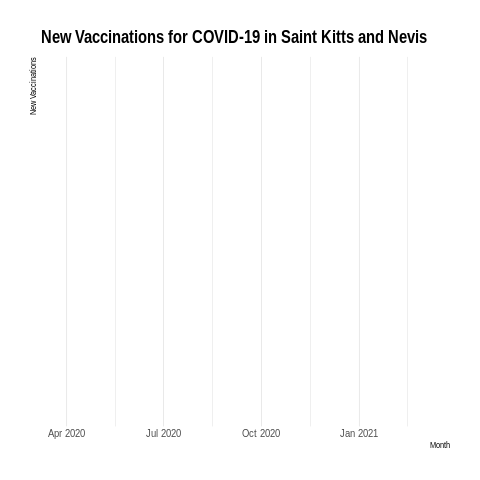 New Vaccinations for COVID-19 in Saint Kitts and Nevis
New Vaccinations
Apr 2020
Jul 2020
Oct 2020
Jan 2021
Month